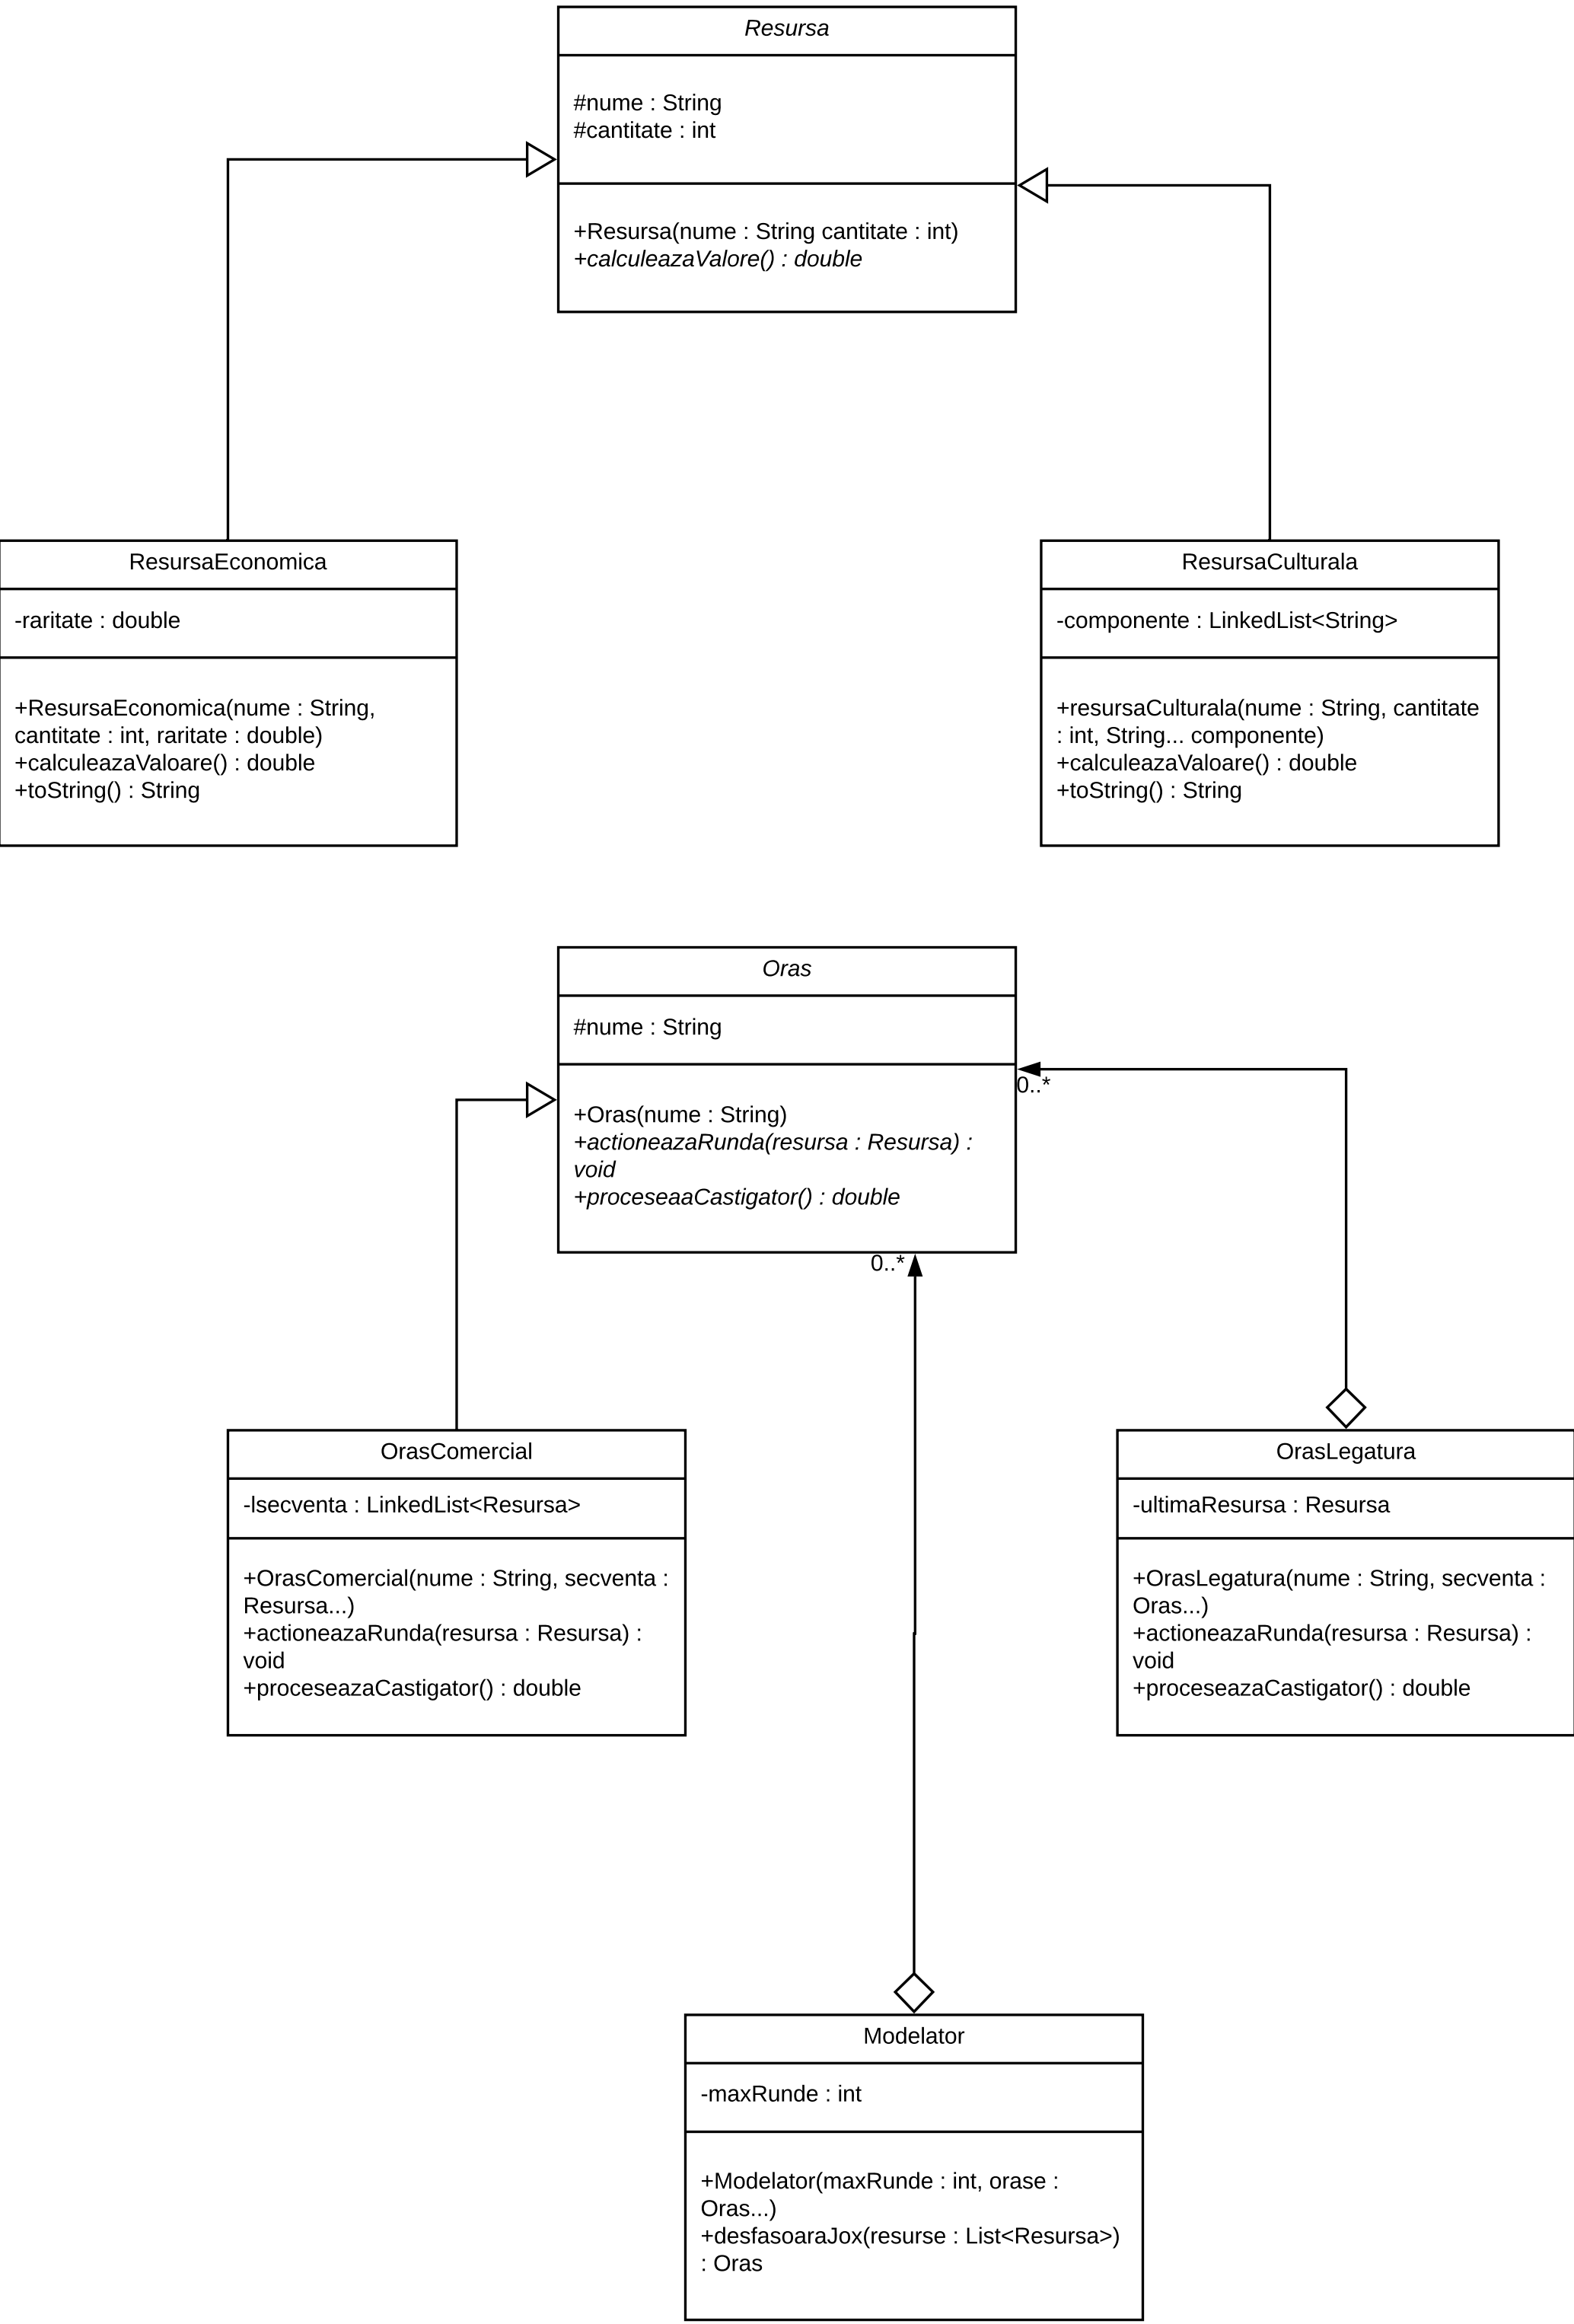 Resursa
#nume : String
#cantitate : int
+Resursa(nume : String cantitate : int)
+calculeazaValore() : double
ResursaEconomica
-raritate : double
+ResursaEconomica(nume : String,
cantitate : int, raritate : double)
+calculeazaValoare() : double
+toString() : String
ResursaCulturala
-componente : LinkedList<String>
+resursaCulturala(nume : String, cantitate
: int, String... componente)
+calculeazaValoare() : double
+toString() : String
Oras
#nume : String
+Oras(nume : String)
+actioneazaRunda(resursa : Resursa) :
void
+proceseaaCastigator() : double
0..*
0..*
OrasComercial
-lsecventa : LinkedList<Resursa>
+OrasComercial(nume : String, secventa :
Resursa...)
+actioneazaRunda(resursa : Resursa) :
void
+proceseazaCastigator() : double
OrasLegatura
-ultimaResursa : Resursa
+OrasLegatura(nume : String, secventa :
Oras...)
+actioneazaRunda(resursa : Resursa) :
void
+proceseazaCastigator() : double
Modelator
-maxRunde : int
+Modelator(maxRunde : int, orase :
Oras...)
+desfasoaraJox(resurse : List<Resursa>)
: Oras